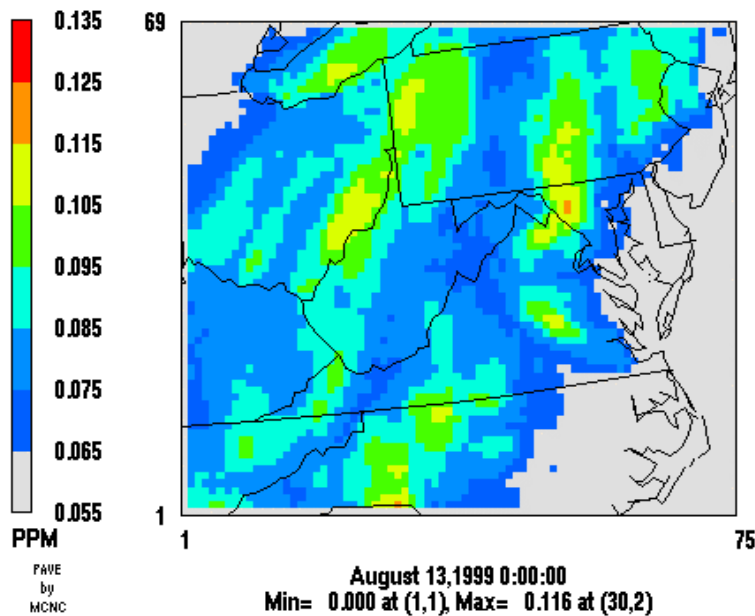 0.135
0.125
0.115
0.105
0.095
0.085
0.075
0.065
0.055
PPM
PAVE
by
MCNC
69
1
1
75
August 13,1999 0:00:00
Min= 0.000 at (1,1), Max= 0.116 at (30,2)